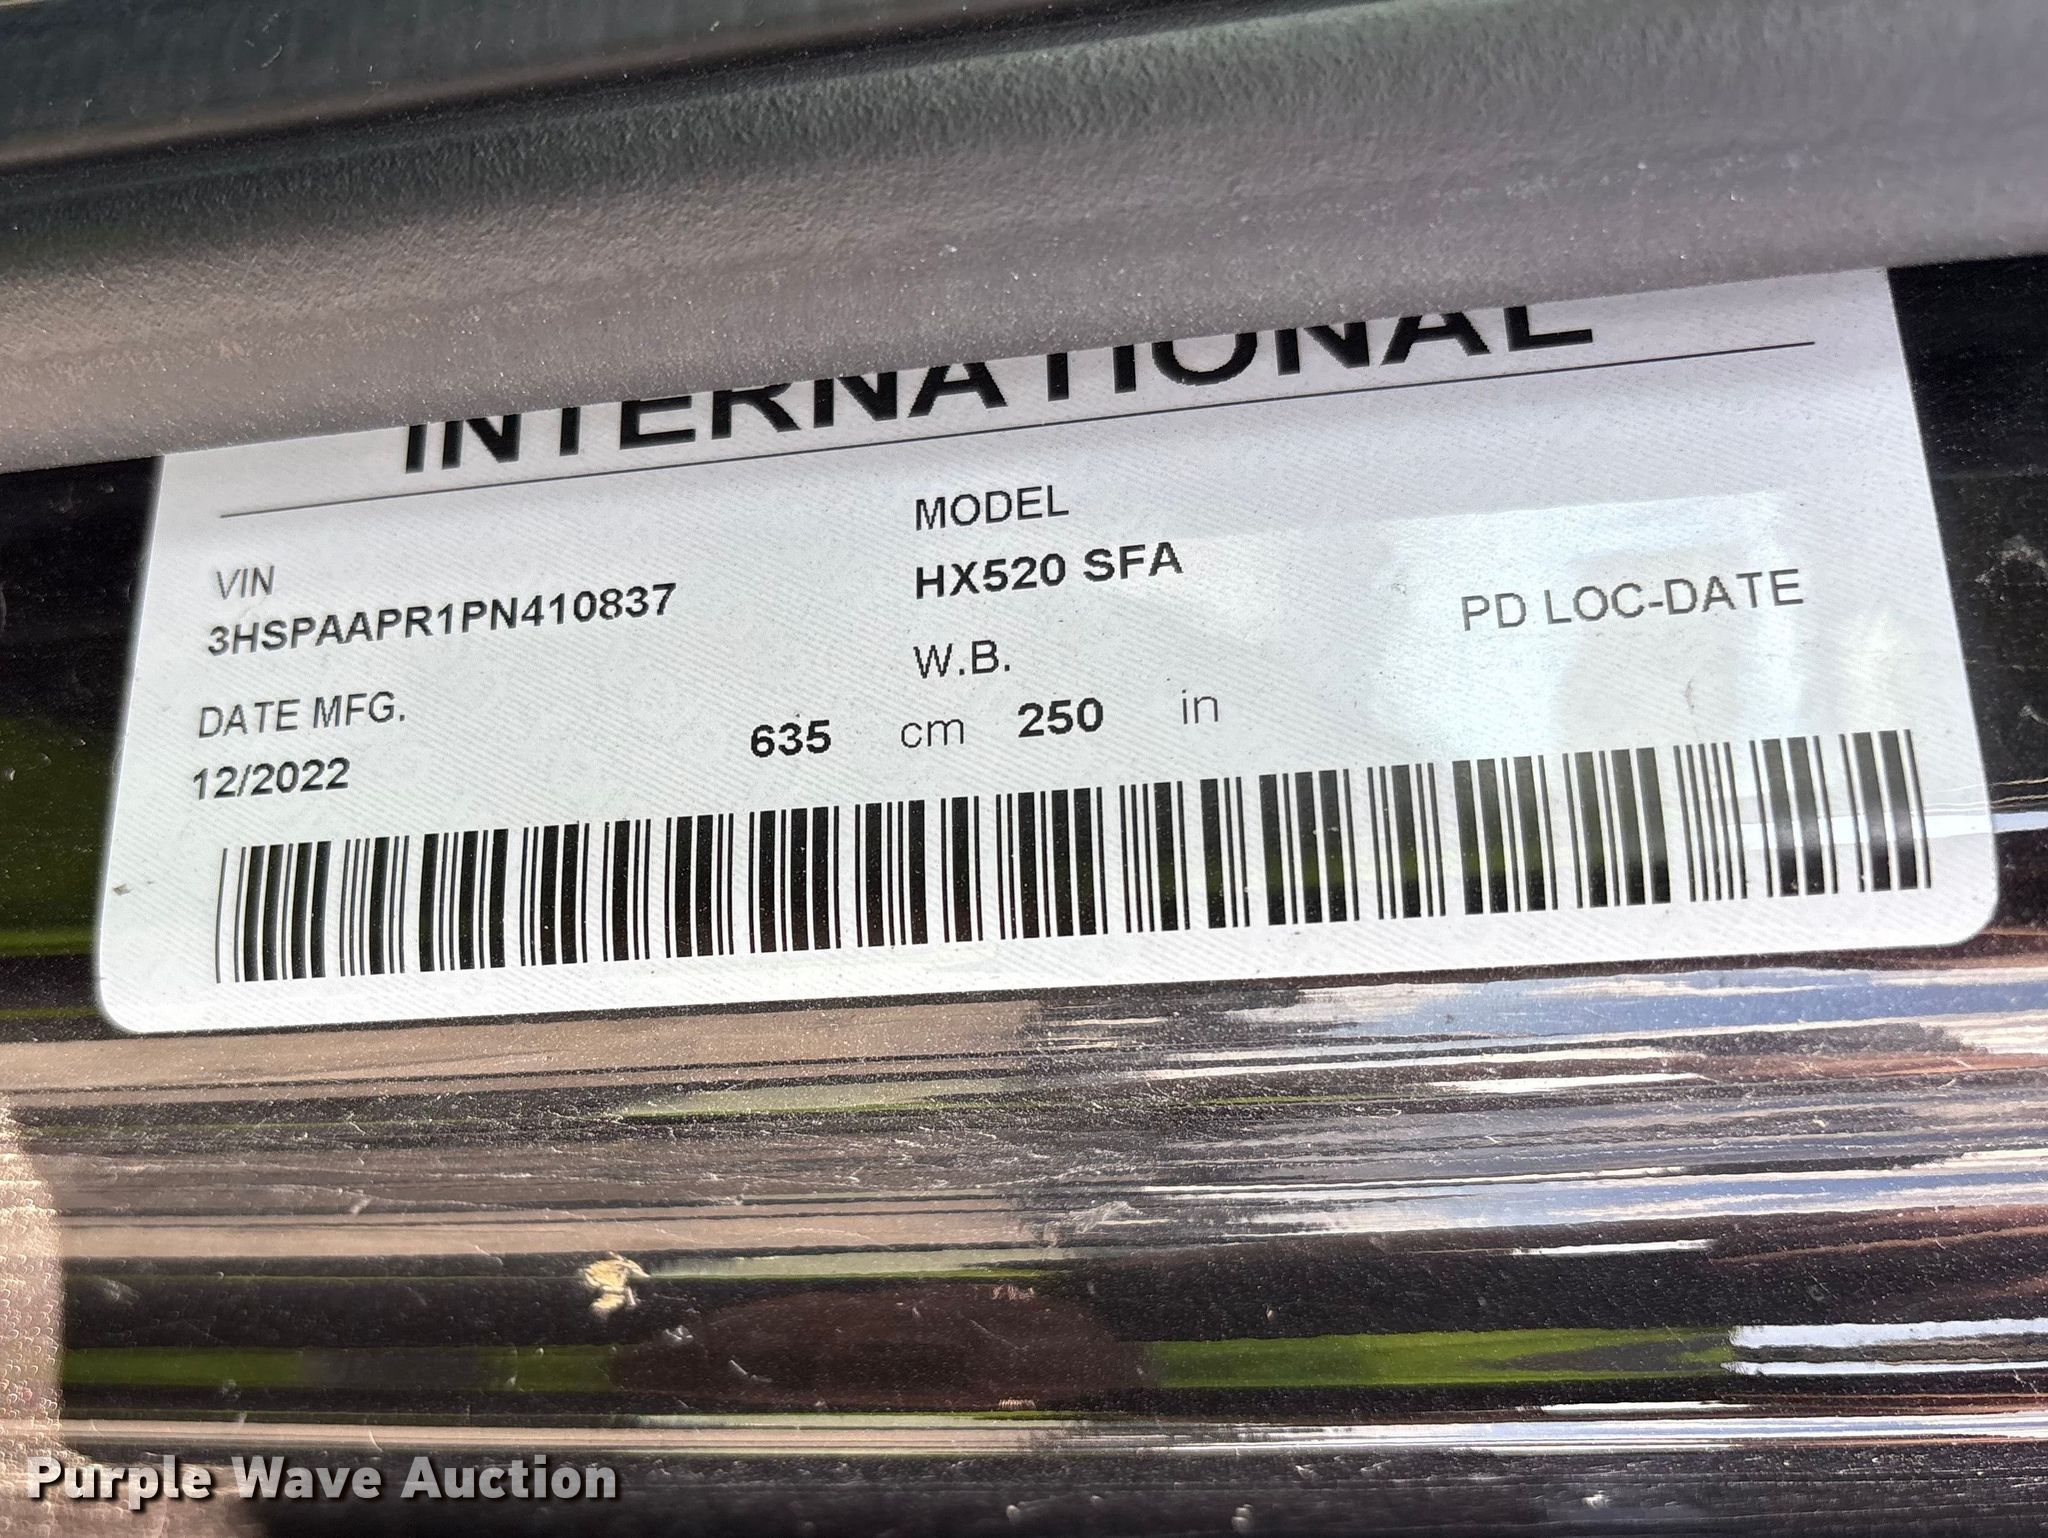 INTERNATIONAL
VIN
3HSPAAPR1PN410837
MODEL
HX520 SFA
DATE MFG.
12/2022
W.B.
635 cm 250 in
PD LOC-DATE
Purple Wave Auction